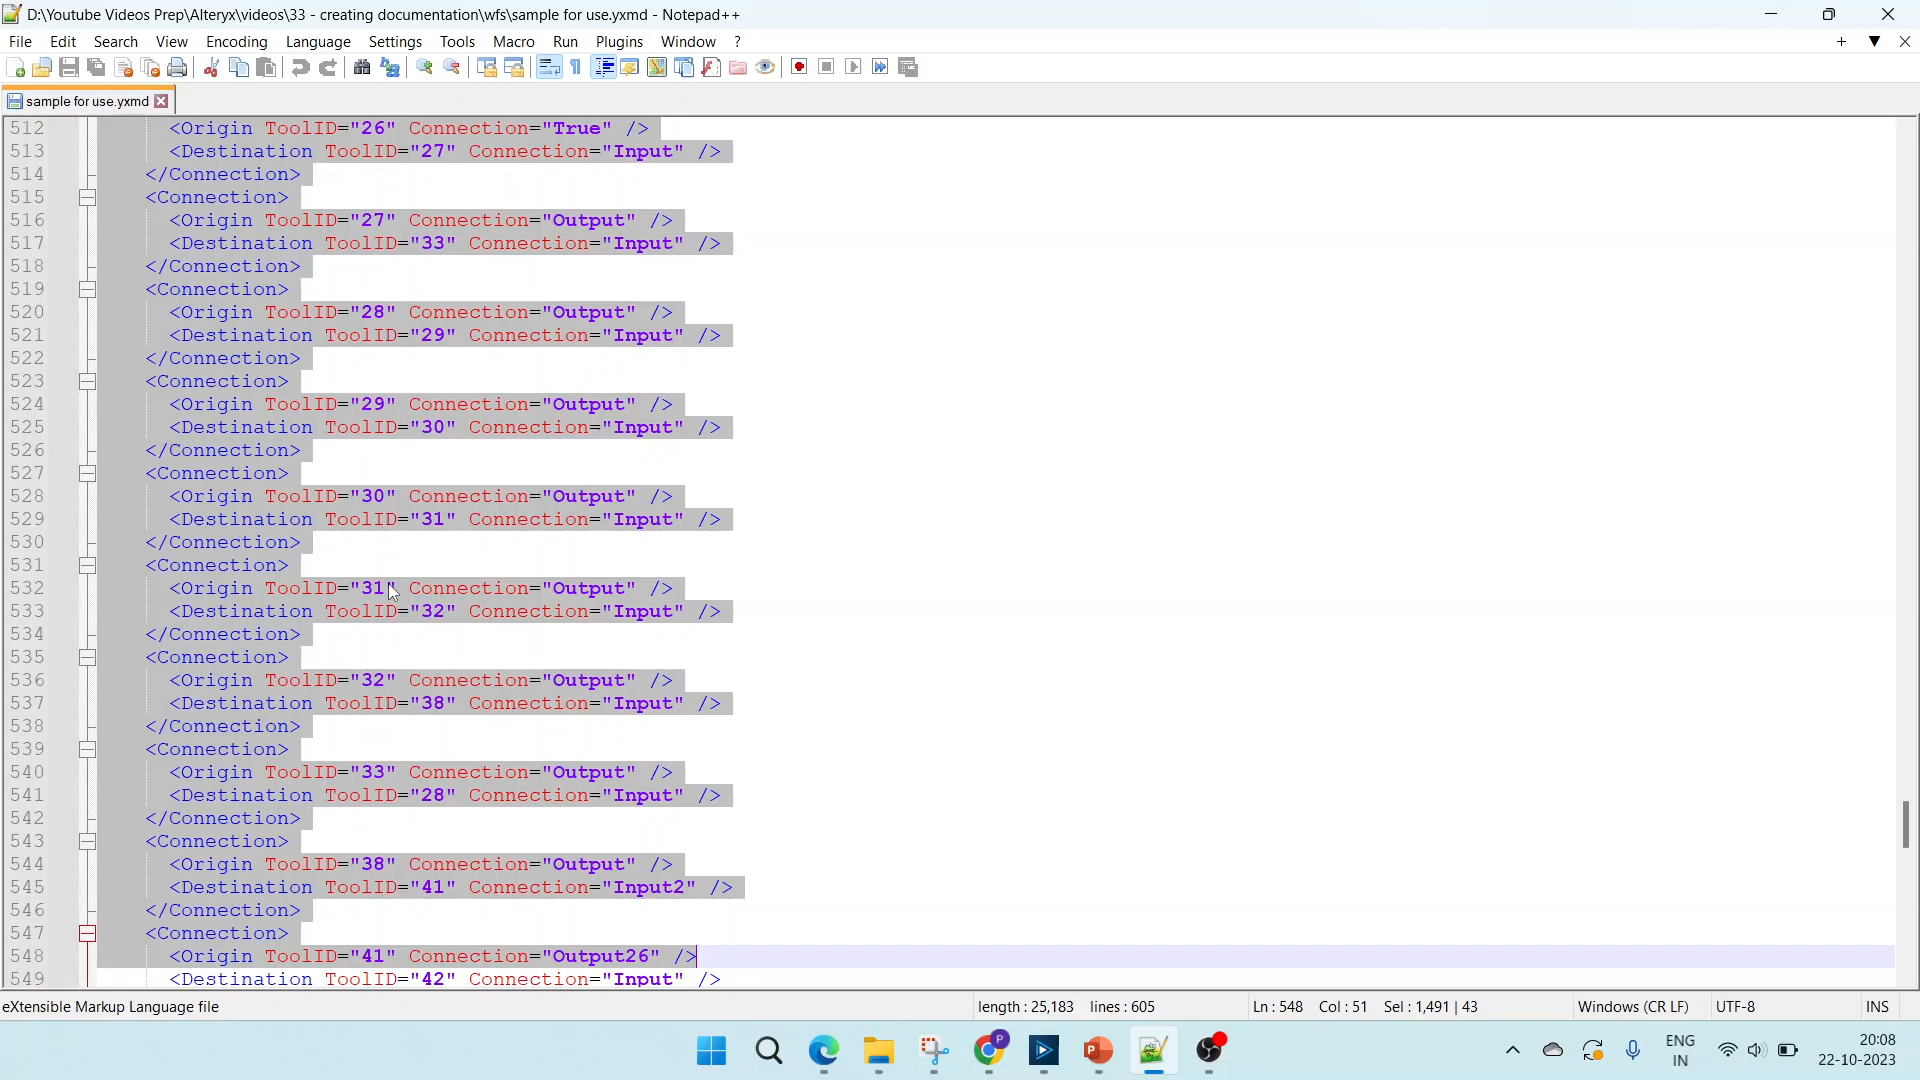 D:\Youtube Videos Prep\Alteryx\videos\33 - creating documentation\wfs\sample for use.yxmd - Notepad++
File Edit Search View Encoding Language Settings Tools Macro Run Plugins Window ?
sample for use.yxmd
512 <Origin ToolID="26" Connection="True" />
513 <Destination ToolID="27" Connection="Input" />
514 </Connection>
515 <Connection>
516 <Origin ToolID="27" Connection="Output" />
517 <Destination ToolID="33" Connection="Input" />
518 </Connection>
519 <Connection>
520 <Origin ToolID="28" Connection="Output" />
521 <Destination ToolID="29" Connection="Input" />
522 </Connection>
523 <Connection>
524 <Origin ToolID="29" Connection="Output" />
525 <Destination ToolID="30" Connection="Input" />
526 </Connection>
527 <Connection>
528 <Origin ToolID="30" Connection="Output" />
529 <Destination ToolID="31" Connection="Input" />
530 </Connection>
531 <Connection>
532 <Origin ToolID="31" Connection="Output" />
533 <Destination ToolID="32" Connection="Input" />
534 </Connection>
535 <Connection>
536 <Origin ToolID="32" Connection="Output" />
537 <Destination ToolID="38" Connection="Input" />
538 </Connection>
539 <Connection>
540 <Origin ToolID="33" Connection="Output" />
541 <Destination ToolID="28" Connection="Input" />
542 </Connection>
543 <Connection>
544 <Origin ToolID="38" Connection="Output" />
545 <Destination ToolID="41" Connection="Input2" />
546 </Connection>
547 <Connection>
548 <Origin ToolID="41" Connection="Output26" />
549 <Destination ToolID="42" Connection="Input" />
eXtensible Markup Language file length : 25,183 lines : 605 Ln : 548 Col : 51 Sel : 1,491 | 43 Windows (CR LF) UTF-8 INS
ENG
IN
20:08
22-10-2023